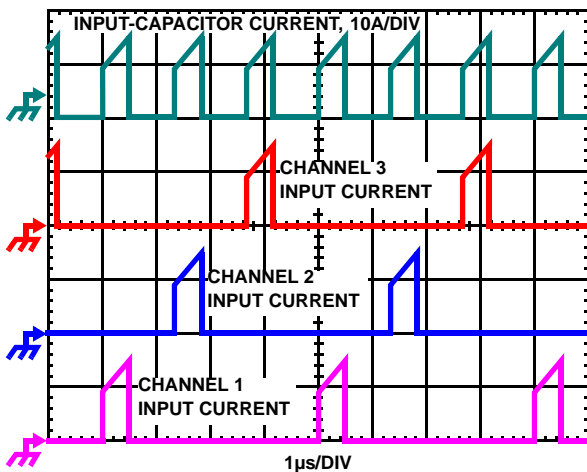 INPUT-CAPACITOR CURRENT, 10A/DIV
CHANNEL 3
INPUT CURRENT
CHANNEL 2
INPUT CURRENT
CHANNEL 1
INPUT CURRENT
1µs/DIV